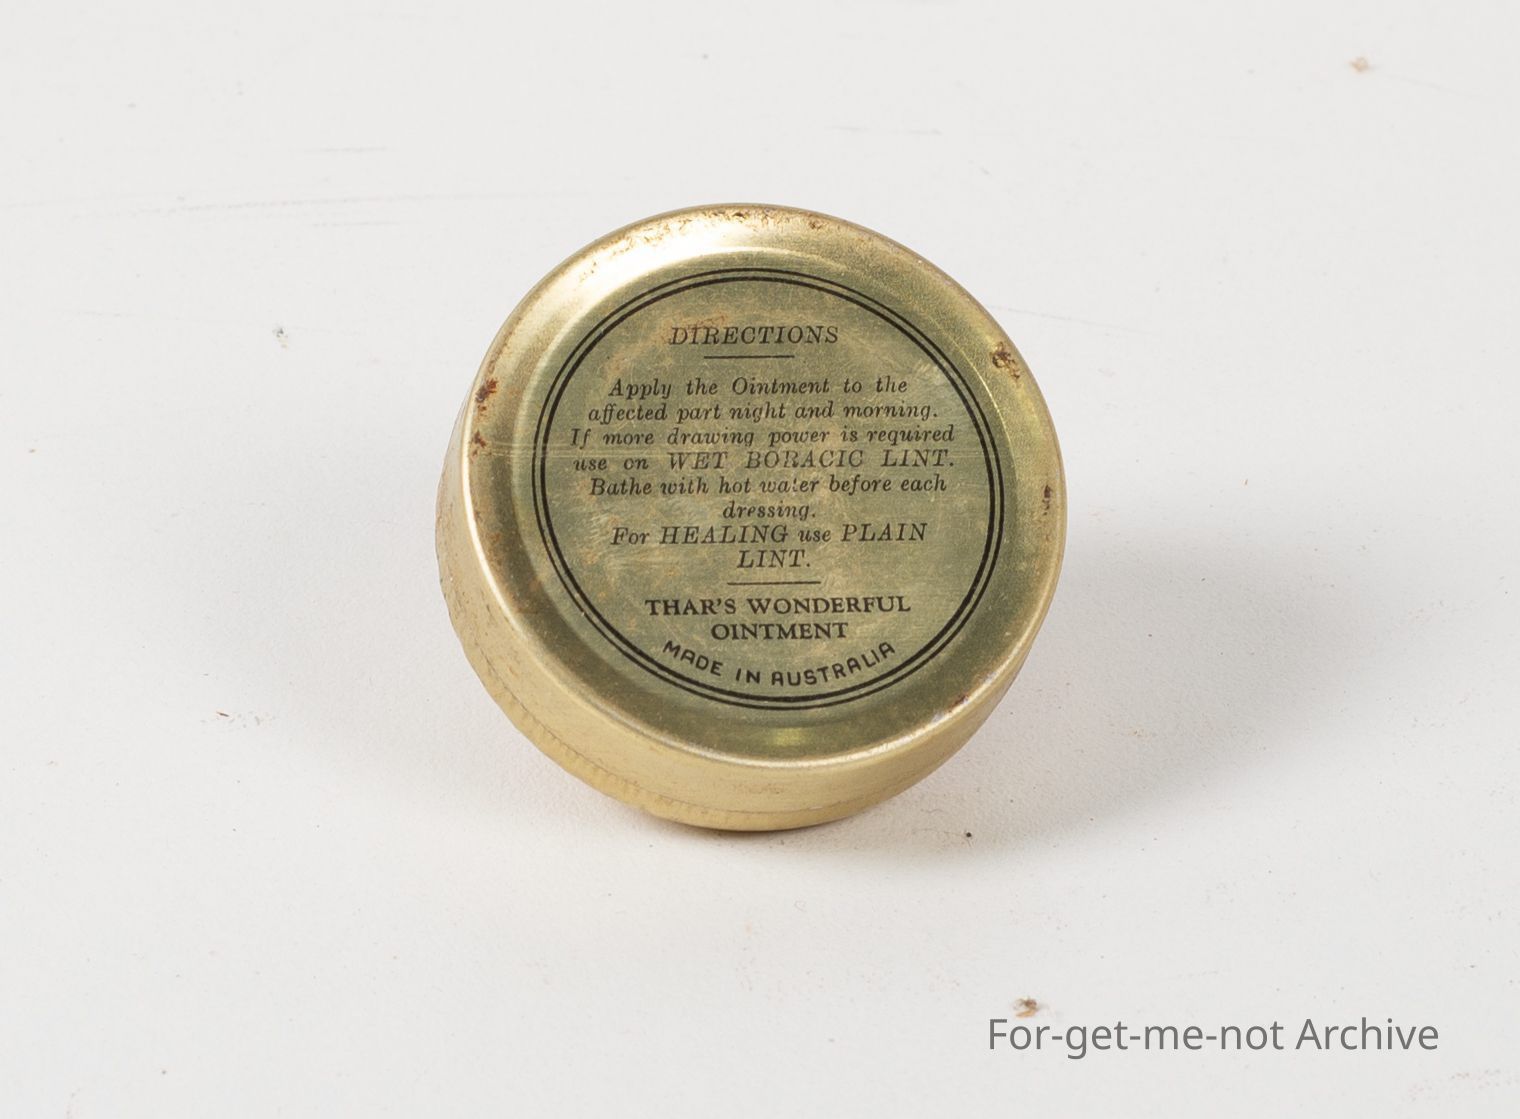 DIRECTIONS
Apply the Ointment to the
affected part night and morning.
If more drawing power is required
use on WET BORACIC LINT.
Bathe with hot water before each
dressing.
For HEALING use PLAIN
LINT.
THAR'S WONDERFUL
OINTMENT
MADE IN AUSTRALIA
For-get-me-not Archive